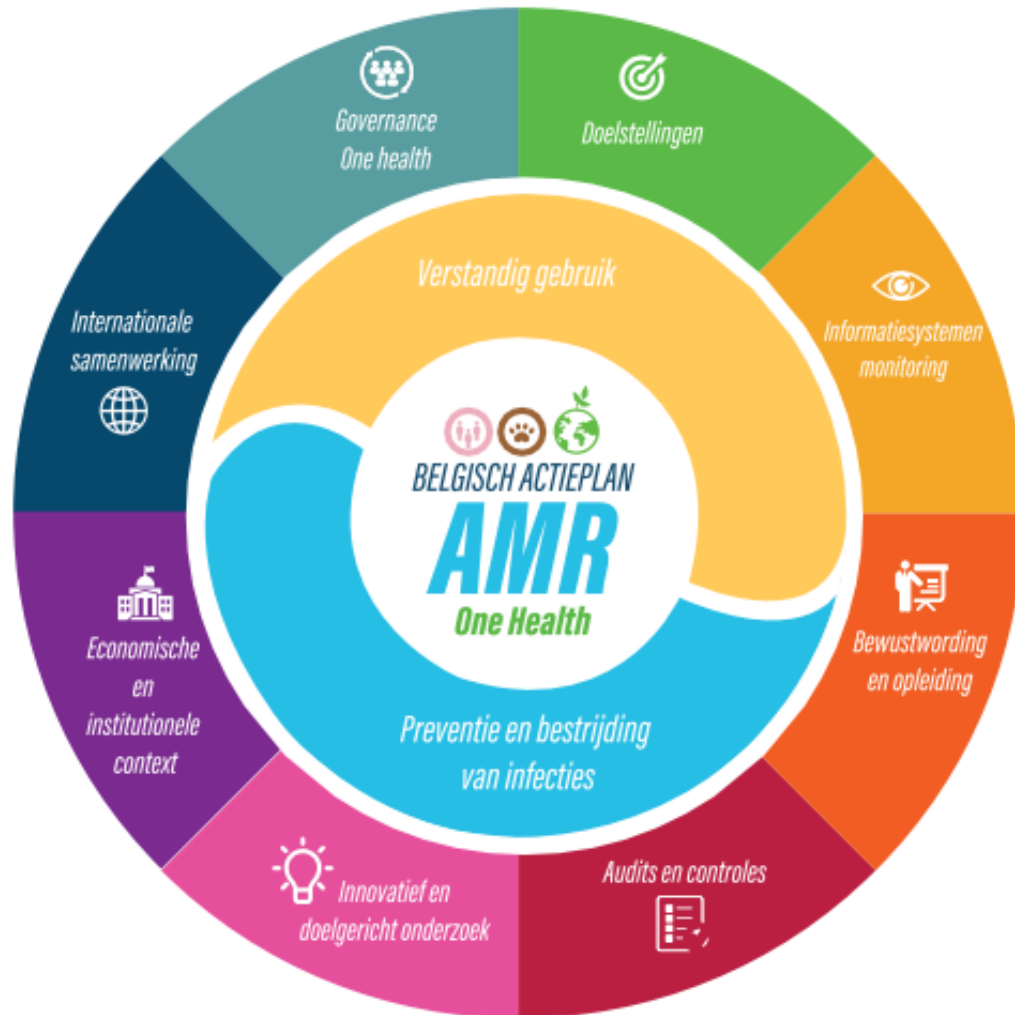 Governance
One health
Doelstellingen
Informatiesystemen
monitoring
Bewustwording
en opleiding
Audits en controles
Innovatief en
doelgericht onderzoek
Economische
en
institutionele
context
Internationale
samenwerking
Verstandig gebruik
Preventie en bestrijding
van infecties
BELGISCH ACTIEPLAN
AMR
One Health